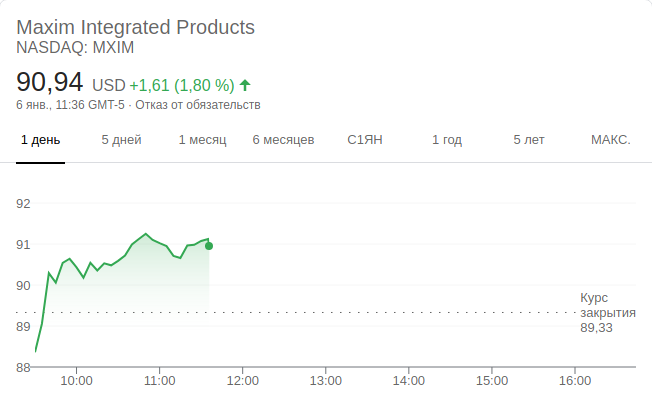 Maxim Integrated Products
NASDAQ: MXIM
90,94 USD +1,61 (1,80 %)
6 янв., 11:36 GMT-5 · Отказ от обязательств
1 день 5 дней 1 месяц 6 месяцев С1ЯН 1 год 5 лет МАКС.
92
91
90
Курс
закрытия
89,33
89
88
10:00 11:00 12:00 13:00 14:00 15:00 16:00